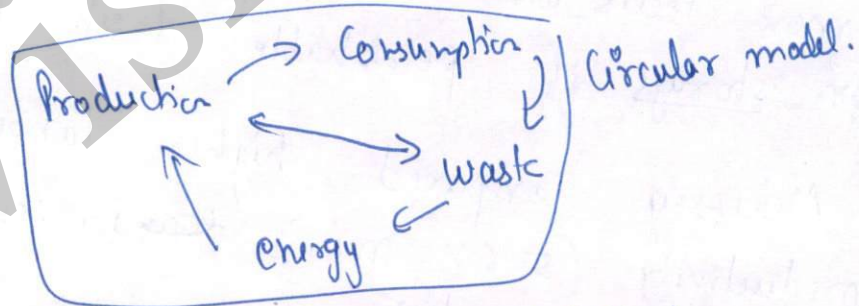 Consumption
Circular model.
Production
Waste
energy